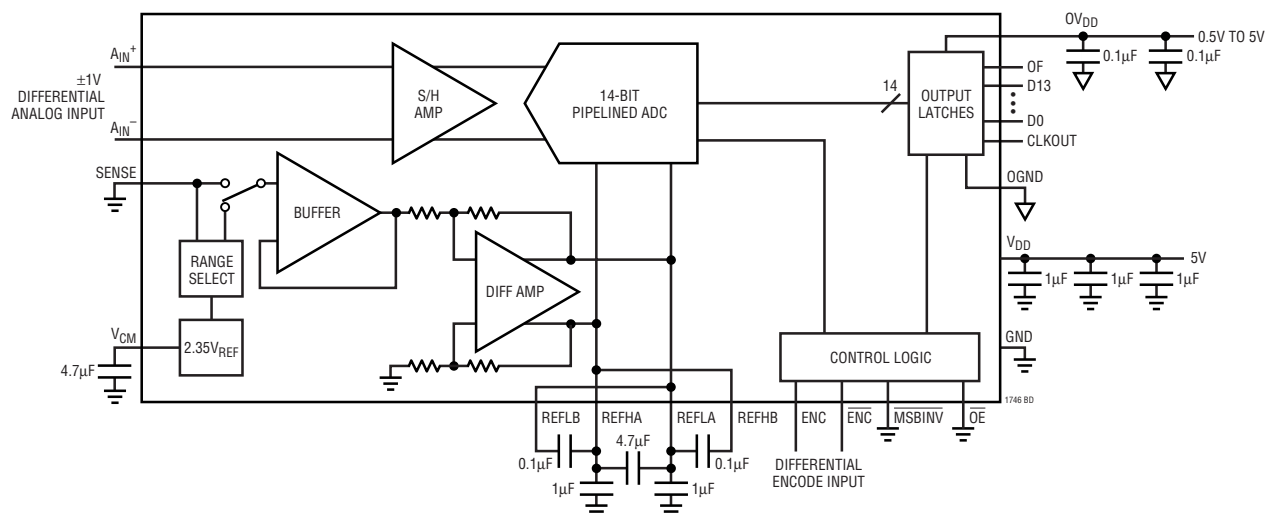 OVDD
0.5V TO 5V
0.1µF
0.1µF
AIN+
±1V
DIFFERENTIAL
ANALOG INPUT
AIN−
S/H
AMP
14-BIT
PIPELINED ADC
14
OUTPUT
LATCHES
OF
D13
D0
CLKOUT
OGND
SENSE
BUFFER
RANGE
SELECT
DIFF AMP
VDD
5V
1µF
1µF
1µF
VCM
2.35VREF
4.7µF
CONTROL LOGIC
GND
1746 BD
REFLB
REFHA
REFLA
REFHB
ENC
ENC
MSBINV
OE
4.7µF
0.1µF
0.1µF
1µF
1µF
DIFFERENTIAL
ENCODE INPUT